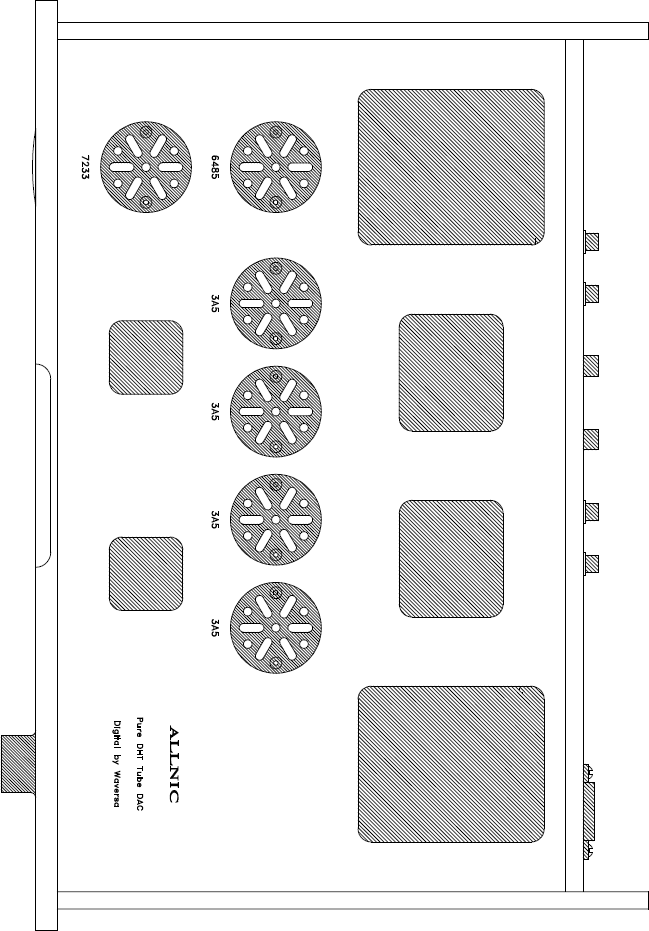 6485
3A5
3A5
3A5
3A5
ALLNIC
Pure DHT Tube DAC
Digital by Waversa
7233